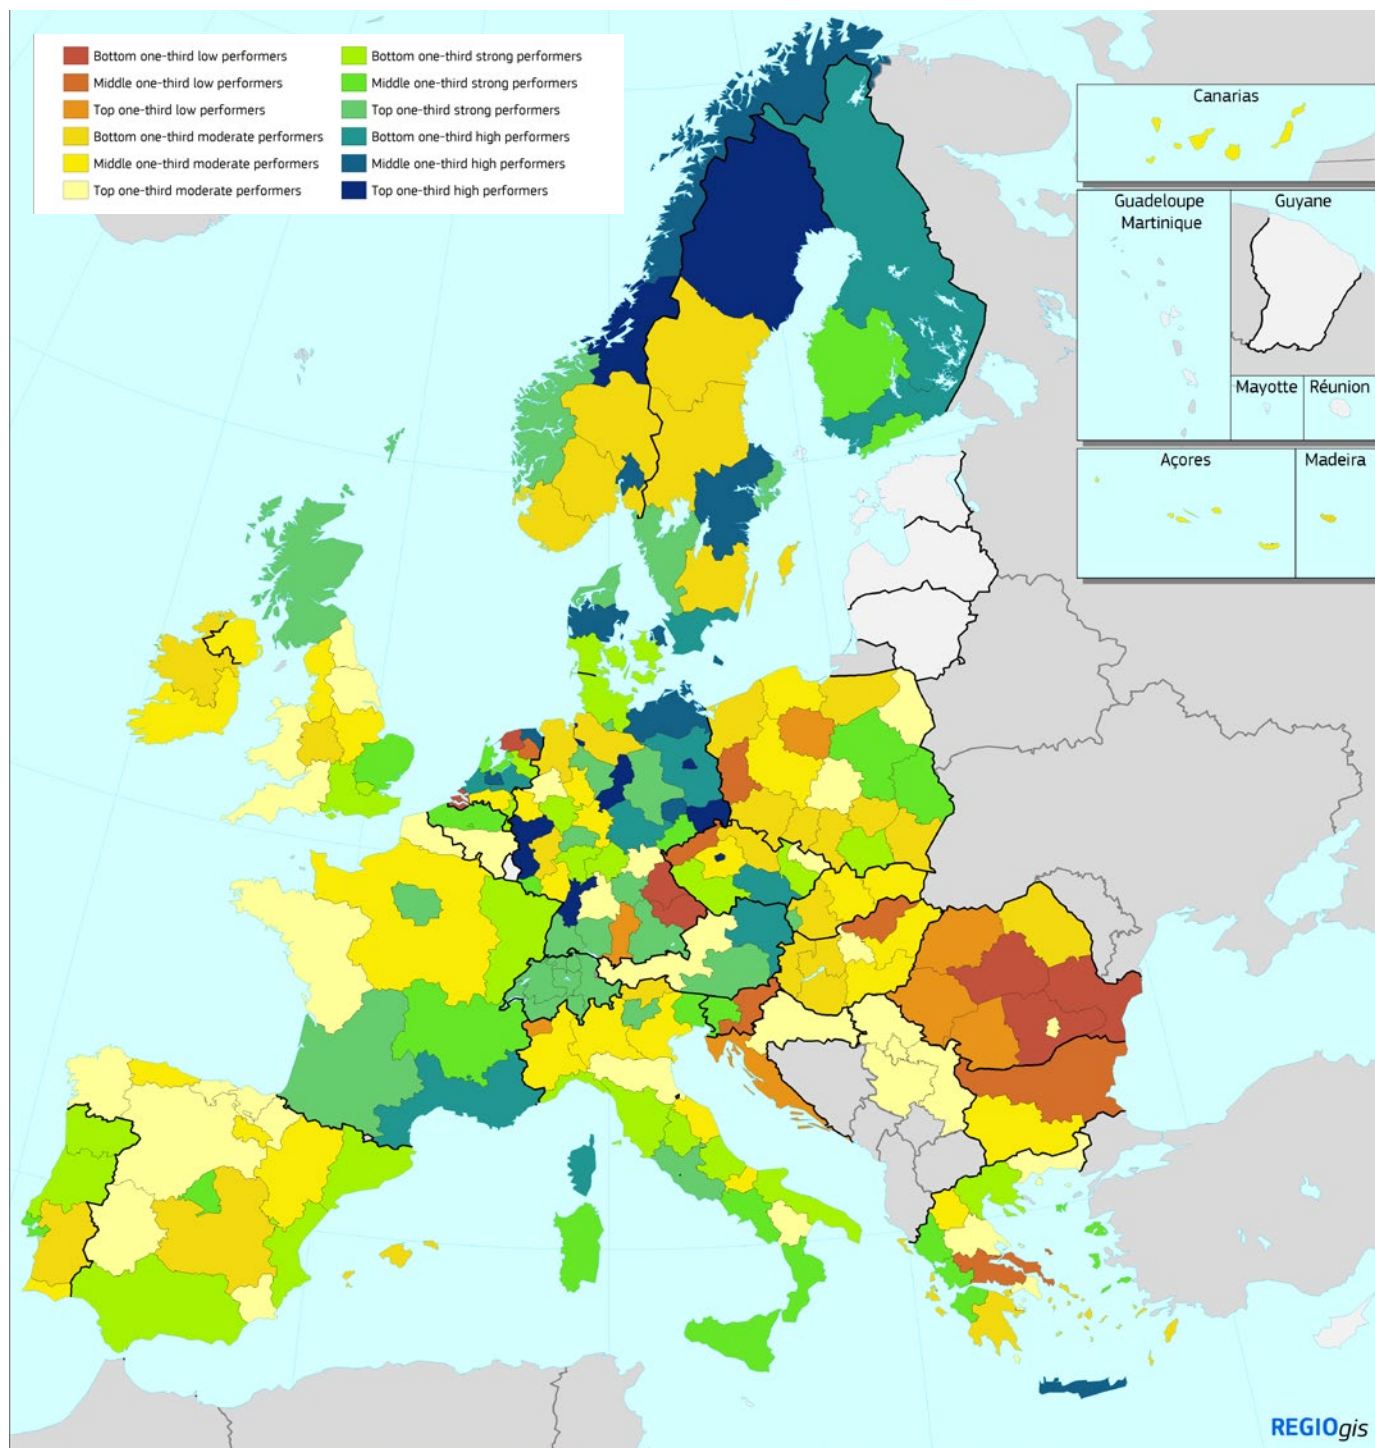 Bottom one-third low performers
Middle one-third low performers
Top one-third low performers
Bottom one-third moderate performers
Middle one-third moderate performers
Top one-third moderate performers
Bottom one-third strong performers
Middle one-third strong performers
Top one-third strong performers
Bottom one-third high performers
Middle one-third high performers
Top one-third high performers
Canarias
Guadeloupe
Martinique
Guyane
Mayotte
Réunion
Açores
Madeira
REGIOgis